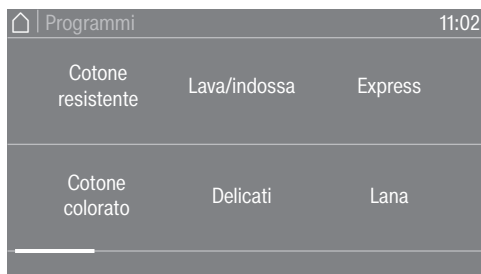 Programmi 11:02
Cotone
resistente
Lava/indossa
Express
Cotone
colorato
Delicati
Lana